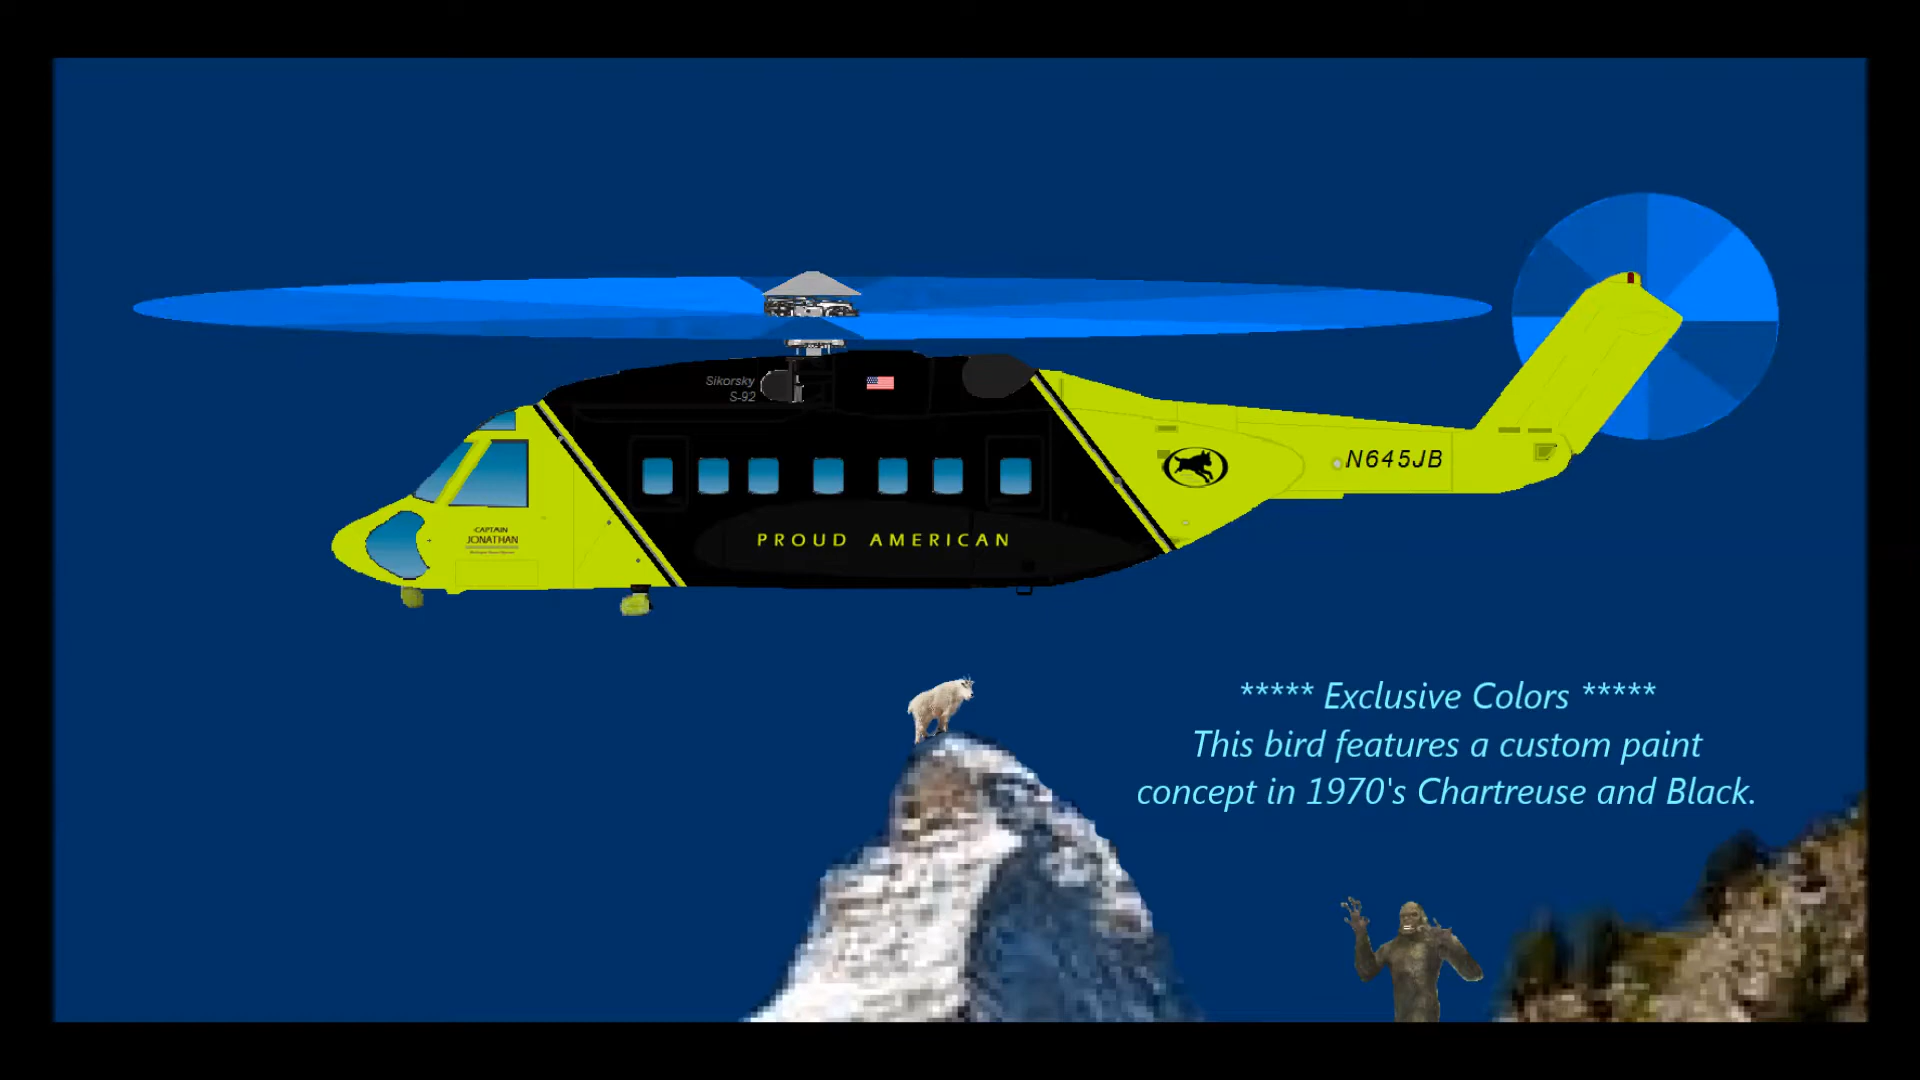 Sikorsky
S-92
N645JB
CAPTAIN
JONATHAN
PROUD AMERICAN
***** Exclusive Colors *****
This bird features a custom paint
concept in 1970's Chartreuse and Black.